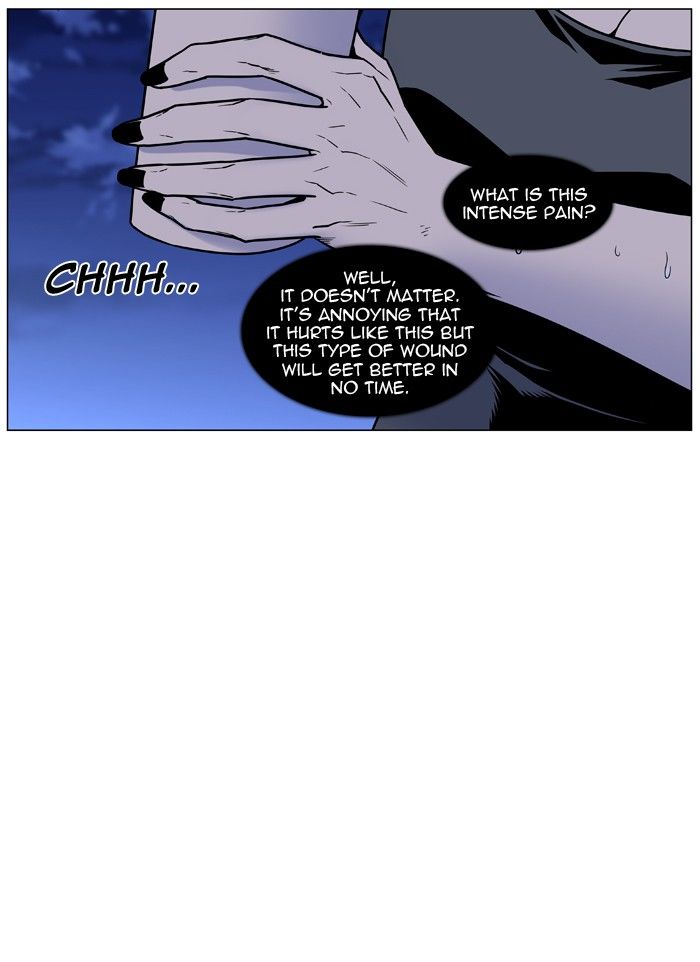 WHAT IS THIS
INTENSE PAIN?
CHHH...
WELL,
IT DOESN'T MATTER.
IT'S ANNOYING THAT
IT HURTS LIKE THIS BUT
THIS TYPE OF WOUND
WILL GET BETTER IN
NO TIME.